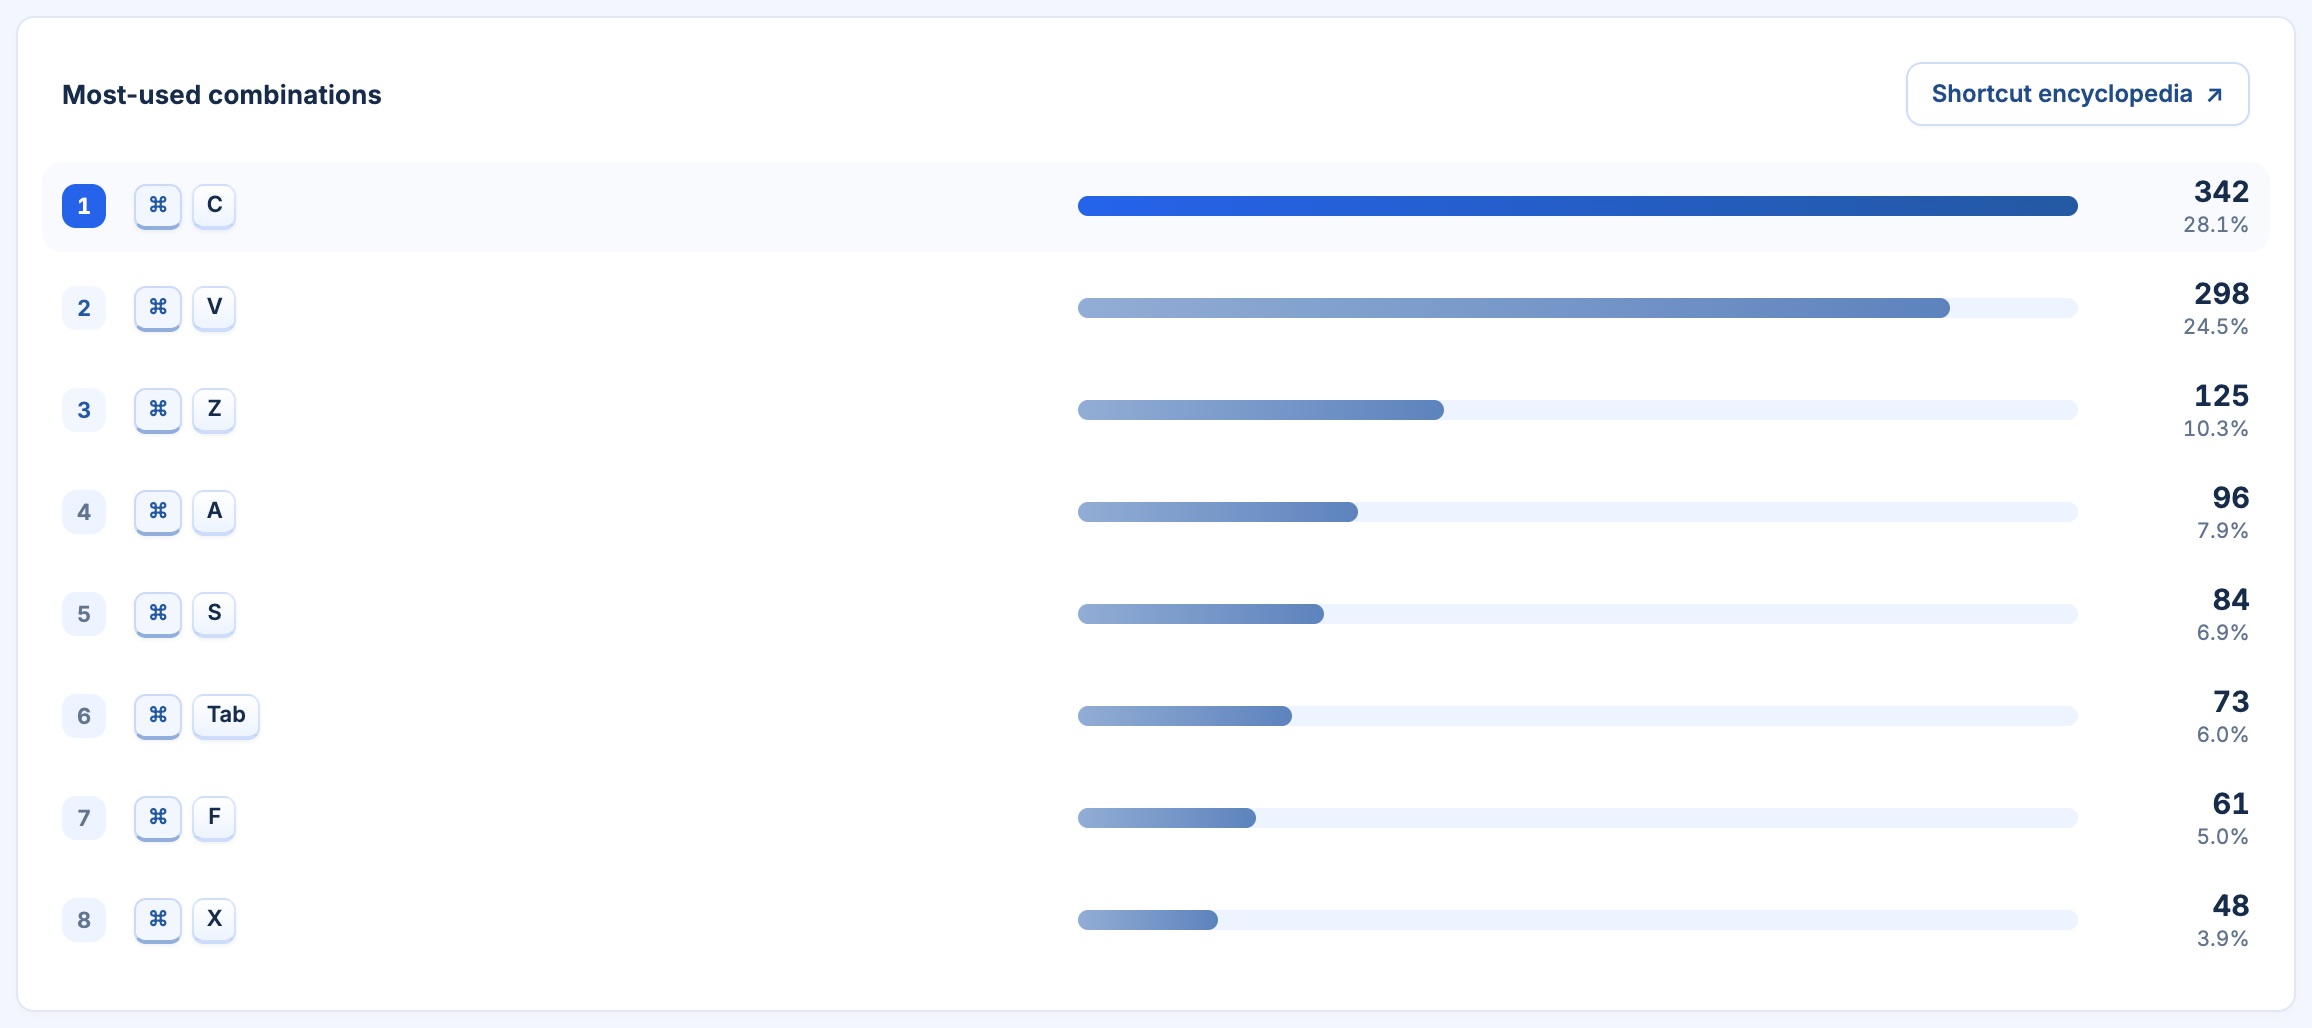 Most-used combinations
Shortcut encyclopedia ↗
1 ⌘ C 342
28.1%
2 ⌘ V 298
24.5%
3 ⌘ Z 125
10.3%
4 ⌘ A 96
7.9%
5 ⌘ S 84
6.9%
6 ⌘ Tab 73
6.0%
7 ⌘ F 61
5.0%
8 ⌘ X 48
3.9%